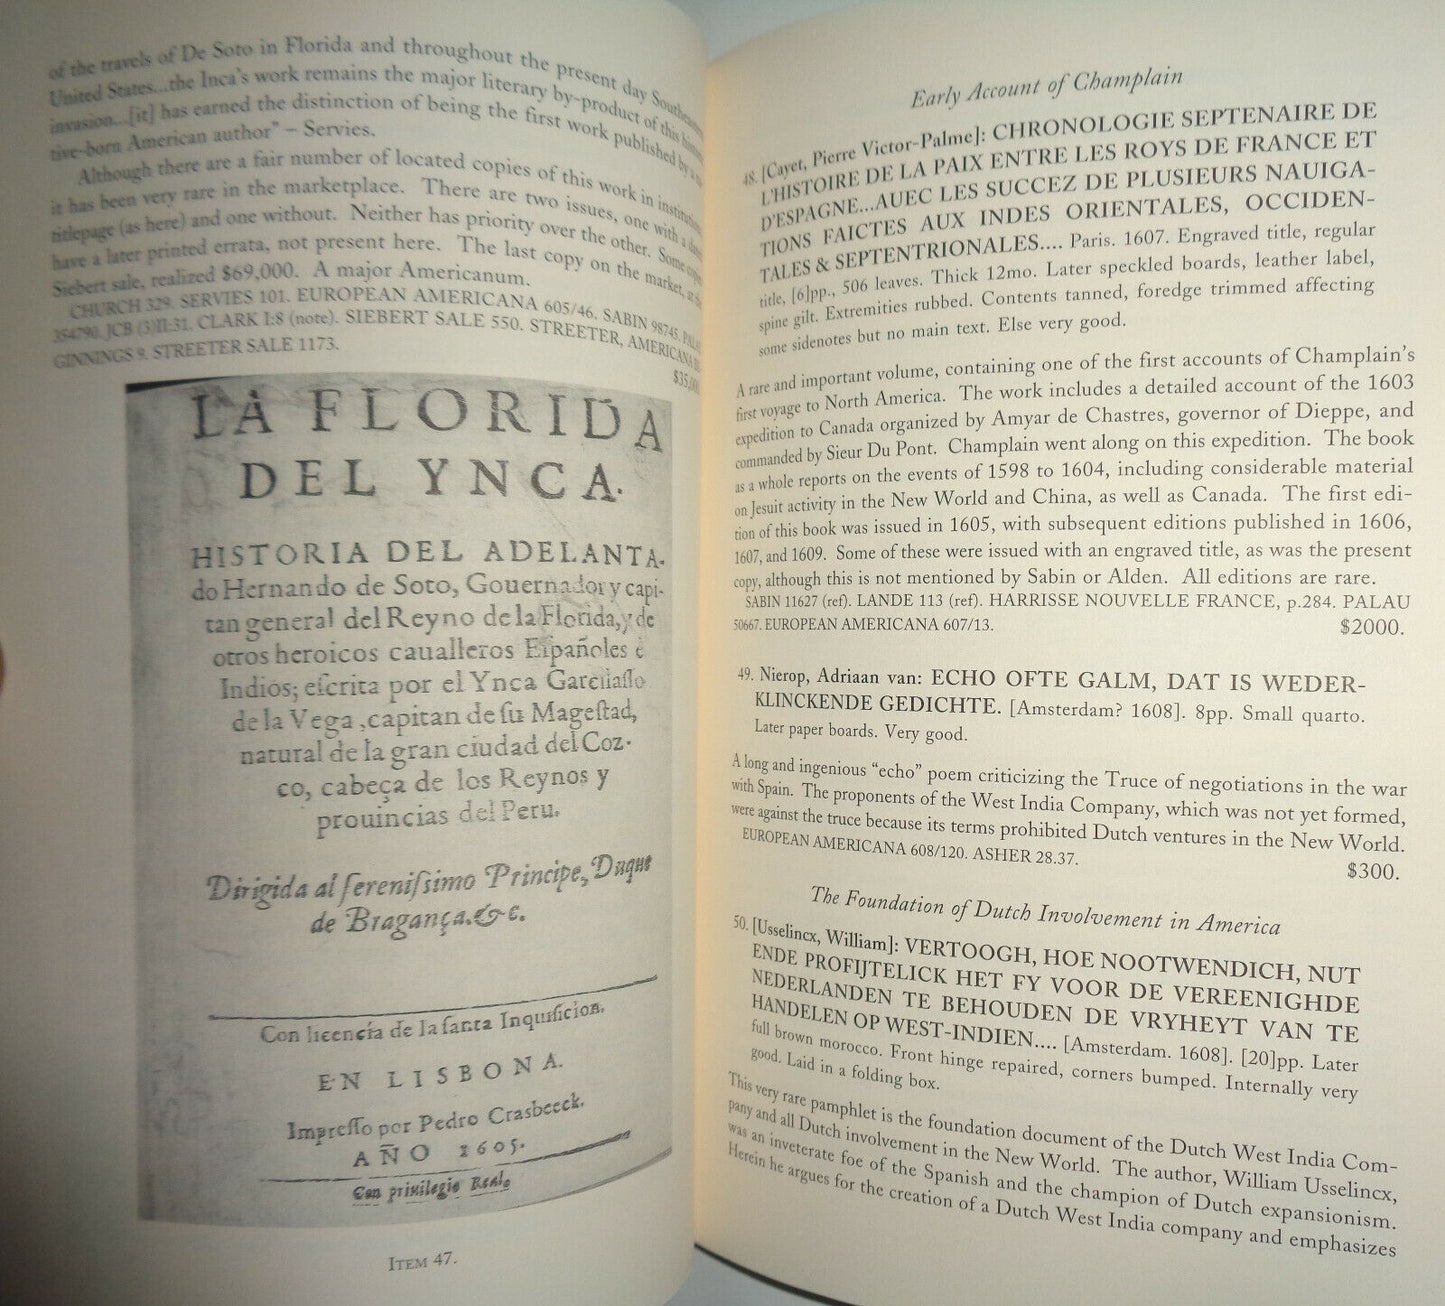 of the travels of De Soto in Florida and throughout the present day Southeastern
United States...the Inca's work remains the major literary by-product of this
invasion...[it] has earned the distinction of being the first work published by a na-
tive-born American author" – Servies.
Although there are a fair number of located copies of this work in institutions,
it has been very rare in the marketplace. There are two issues, one with a dated
titlepage (as here) and one without. Neither has priority over the other. Some copies
have a later printed errata, not present here. The last copy on the market, at the
Siebert sale, realized $69,000. A major Americanum.
CHURCH 329. SERVIES 101. EUROPEAN AMERICANA 605/46. SABIN 98745. PALAU
354790. JCB (3)II:31. CLARK I:8 (note). SIEBERT SALE 550. STREETER, AMERICANA BE-
GINNINGS 9. STREETER SALE 1173.
$35,000
LA FLORIDA
DEL YNCA.
HISTORIA DEL ADELANTA-
do Hernando de Soto, Gouernador y capi-
tan general del Reyno de la Florida, y de
otros heroicos caualleros Españoles è
Indios; eſcrita por el Ynca Garcilaſſo
de la Vega, capitan de ſu Mageſtad,
natural de la gran ciudad del Coz-
co, cabeça de los Reynos y
prouincias del Peru.
Dirigida al ſereniſsimo Principe, Duque
de Bragança. &c.
Con licencia de la ſanta Inquiſicion.
EN LISBONA.
Impreſſo por Pedro Crasbeeck.
AÑO 1605.
Con priuilegio Real.
ITEM 47.
Early Account of Champlain
48. [Cayet, Pierre Victor-Palme]: CHRONOLOGIE SEPTENAIRE DE
L'HISTOIRE DE LA PAIX ENTRE LES ROYS DE FRANCE ET
D'ESPAGNE...AUEC LES SUCCEZ DE PLUSIEURS NAUIGA-
TIONS FAICTES AUX INDES ORIENTALES, OCCIDEN-
TALES & SEPTENTRIONALES.... Paris. 1607. Engraved title, regular
title, [6]pp., 506 leaves. Thick 12mo. Later speckled boards, leather label,
spine gilt. Extremities rubbed. Contents tanned, foredge trimmed affecting
some sidenotes but no main text. Else very good.
A rare and important volume, containing one of the first accounts of Champlain's
first voyage to North America. The work includes a detailed account of the 1603
expedition to Canada organized by Amyar de Chastres, governor of Dieppe, and
commanded by Sieur Du Pont. Champlain went along on this expedition. The book
as a whole reports on the events of 1598 to 1604, including considerable material
on Jesuit activity in the New World and China, as well as Canada. The first edi-
tion of this book was issued in 1605, with subsequent editions published in 1606,
1607, and 1609. Some of these were issued with an engraved title, as was the present
copy, although this is not mentioned by Sabin or Alden. All editions are rare.
SABIN 11627 (ref). LANDE 113 (ref). HARRISSE NOUVELLE FRANCE, p.284. PALAU
50667. EUROPEAN AMERICANA 607/13. $2000.
49. Nierop, Adriaan van: ECHO OFTE GALM, DAT IS WEDER-
KLINCKENDE GEDICHTE. [Amsterdam? 1608]. 8pp. Small quarto.
Later paper boards. Very good.
A long and ingenious "echo" poem criticizing the Truce of negotiations in the war
with Spain. The proponents of the West India Company, which was not yet formed,
were against the truce because its terms prohibited Dutch ventures in the New World.
EUROPEAN AMERICANA 608/120. ASHER 28.37. $300.
The Foundation of Dutch Involvement in America
50. [Usselincx, William]: VERTOOGH, HOE NOOTWENDICH, NUT
ENDE PROFIJTELICK HET FY VOOR DE VEREENIGHDE
NEDERLANDEN TE BEHOUDEN DE VRYHEYT VAN TE
HANDELEN OP WEST-INDIEN.... [Amsterdam. 1608]. [20]pp. Later
full brown morocco. Front hinge repaired, corners bumped. Internally very
good. Laid in a folding box.
This very rare pamphlet is the foundation document of the Dutch West India Com-
pany and all Dutch involvement in the New World. The author, William Usselincx,
was an inveterate foe of the Spanish and the champion of Dutch expansionism.
Herein he argues for the creation of a Dutch West India company and emphasizes